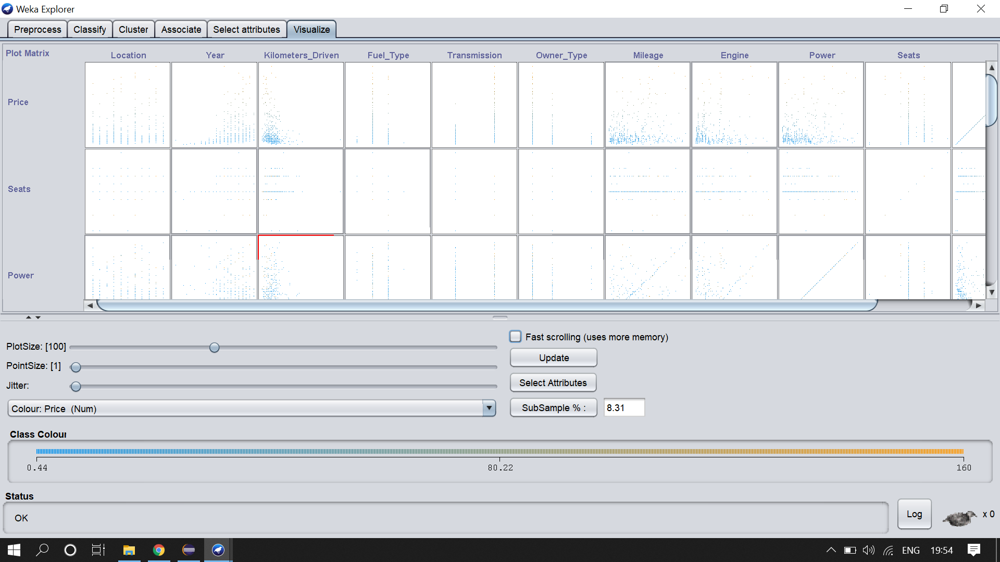 Weka Explorer
Preprocess Classify Cluster Associate Select attributes Visualize
Plot Matrix Location Year Kilometers_Driven Fuel_Type Transmission Owner_Type Mileage Engine Power Seats
Price
Seats
Power
Fast scrolling (uses more memory)
PlotSize: [100]
Update
PointSize: [1]
Jitter:
Select Attributes
Colour: Price (Num)
SubSample % : 8.31
Class Colour
0.44 80.22 160
Status
OK
Log x 0
ENG 19:54